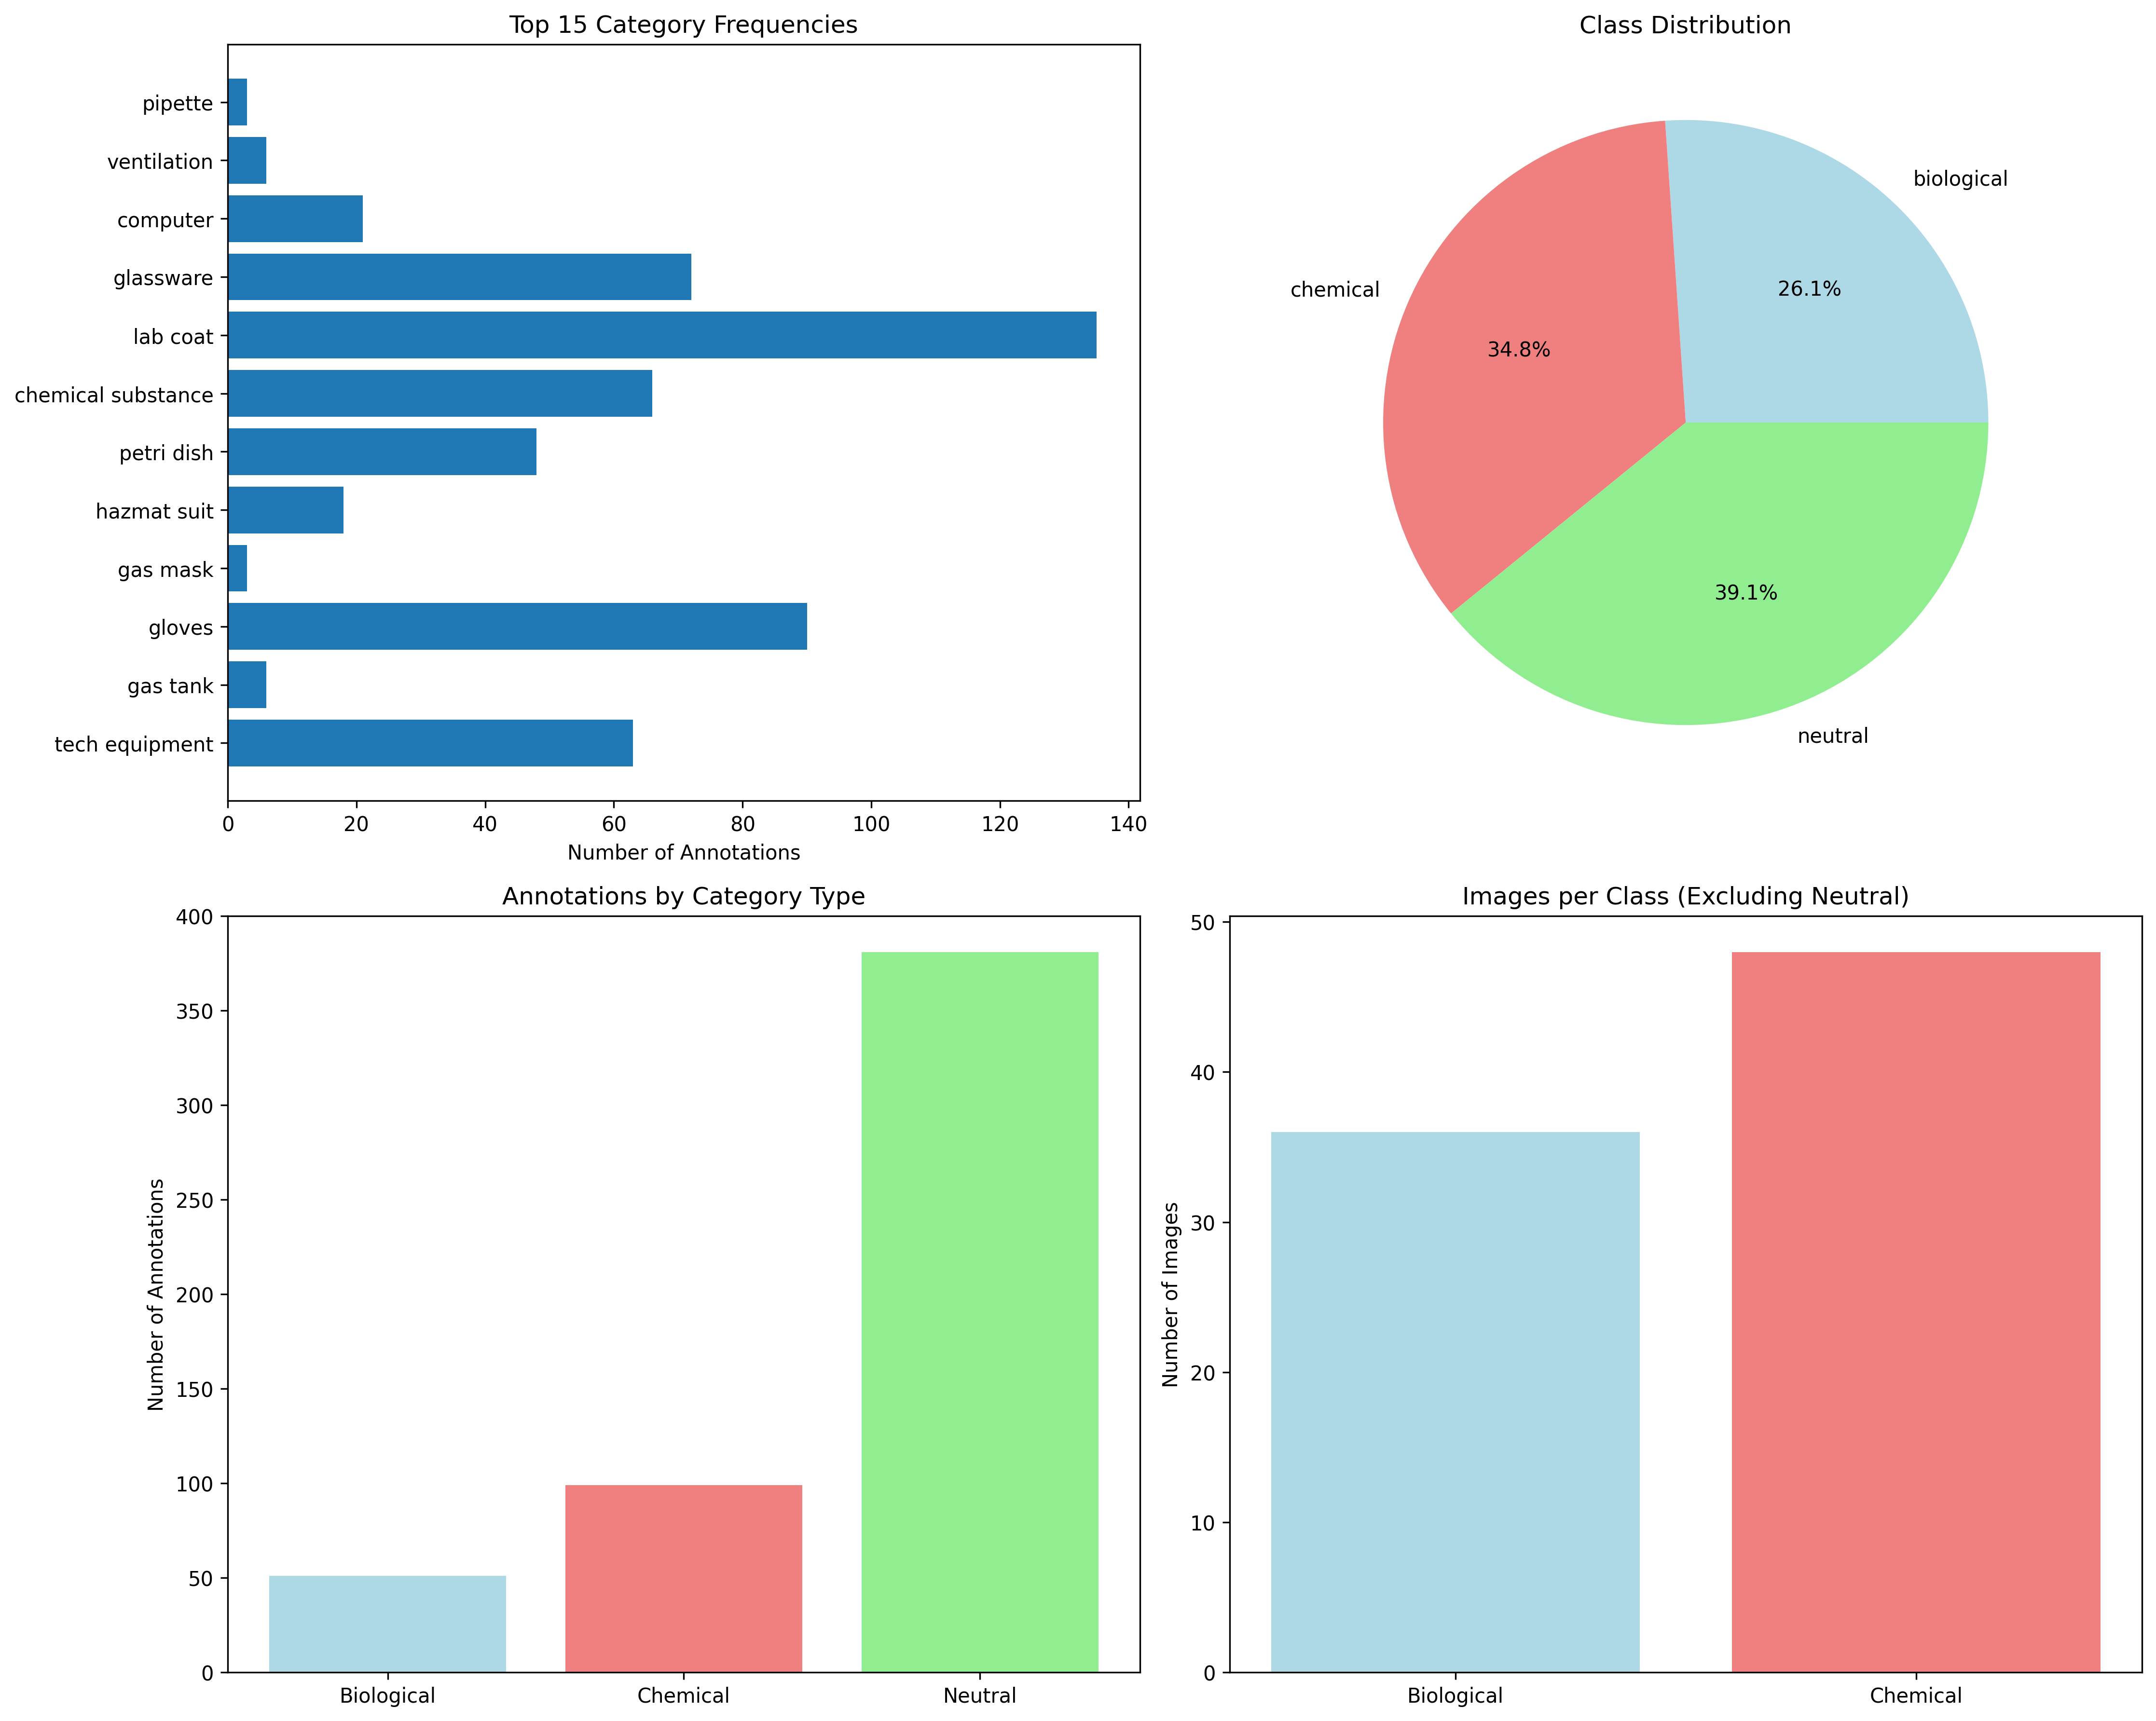 Top 15 Category Frequencies
pipette
ventilation
computer
glassware
lab coat
chemical substance
petri dish
hazmat suit
gas mask
gloves
gas tank
tech equipment
0 20 40 60 80 100 120 140
Number of Annotations
Class Distribution
biological
26.1%
chemical
34.8%
39.1%
neutral
Annotations by Category Type
Number of Annotations
400
350
300
250
200
150
100
50
0
Biological Chemical Neutral
Images per Class (Excluding Neutral)
Number of Images
50
40
30
20
10
0
Biological Chemical